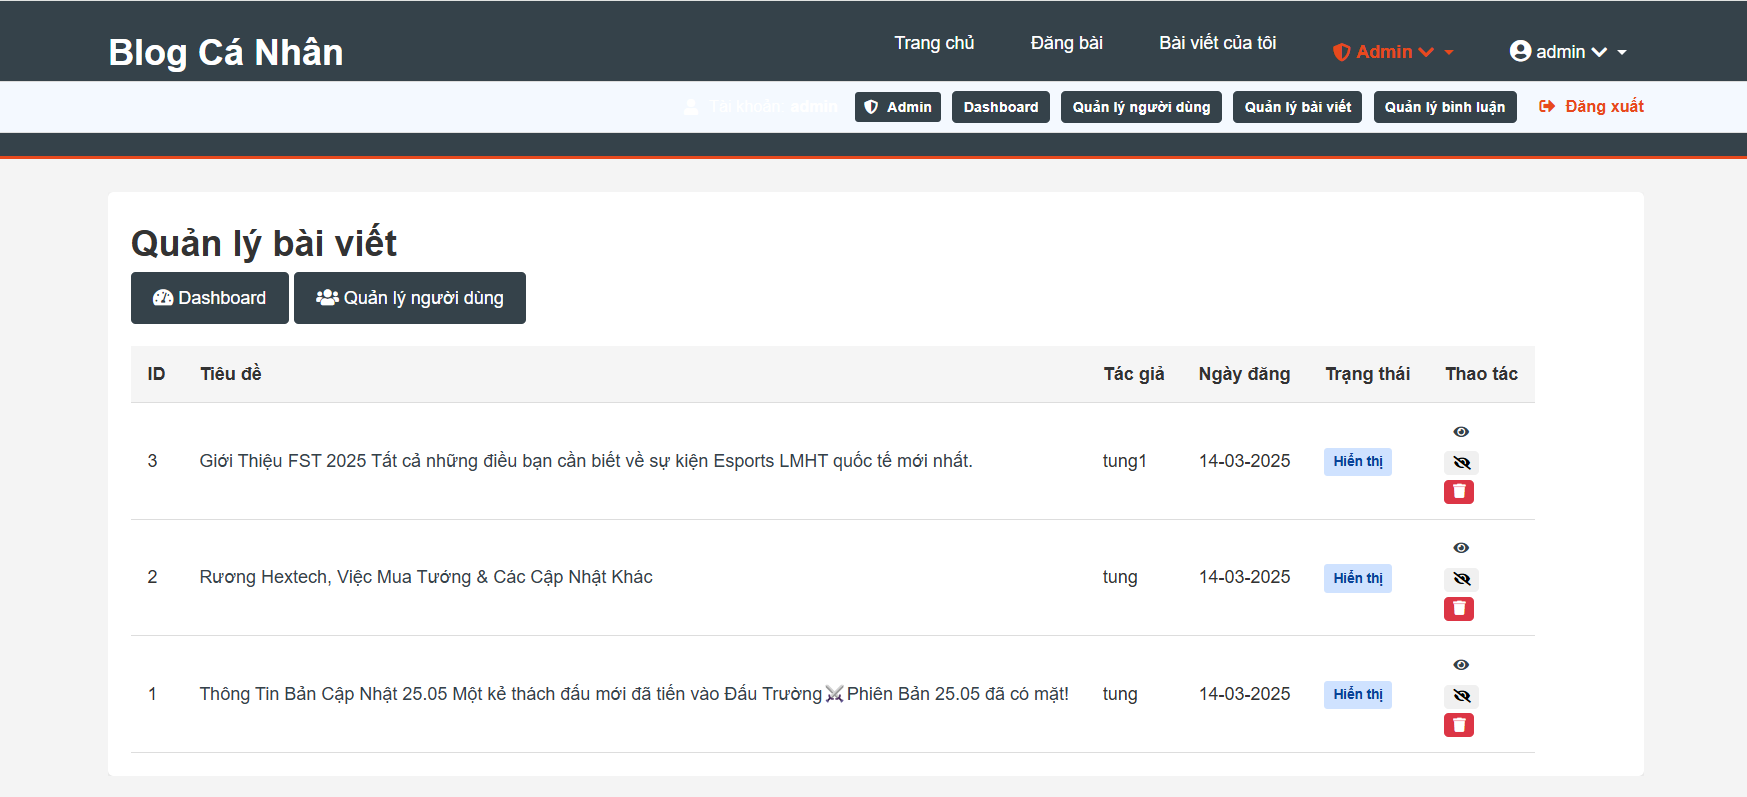 Blog Cá Nhân
Trang chủ
Đăng bài
Bài viết của tôi
Admin
admin
Tài khoản: admin
Admin
Dashboard
Quản lý người dùng
Quản lý bài viết
Quản lý bình luận
Đăng xuất
Quản lý bài viết
Dashboard
Quản lý người dùng
ID Tiêu đề Tác giả Ngày đăng Trạng thái Thao tác
3 Giới Thiệu FST 2025 Tất cả những điều bạn cần biết về sự kiện Esports LMHT quốc tế mới nhất. tung1 14-03-2025 Hiển thị
2 Rương Hextech, Việc Mua Tướng & Các Cập Nhật Khác tung 14-03-2025 Hiển thị
1 Thông Tin Bản Cập Nhật 25.05 Một kẻ thách đấu mới đã tiến vào Đấu Trường⚔️Phiên Bản 25.05 đã có mặt! tung 14-03-2025 Hiển thị